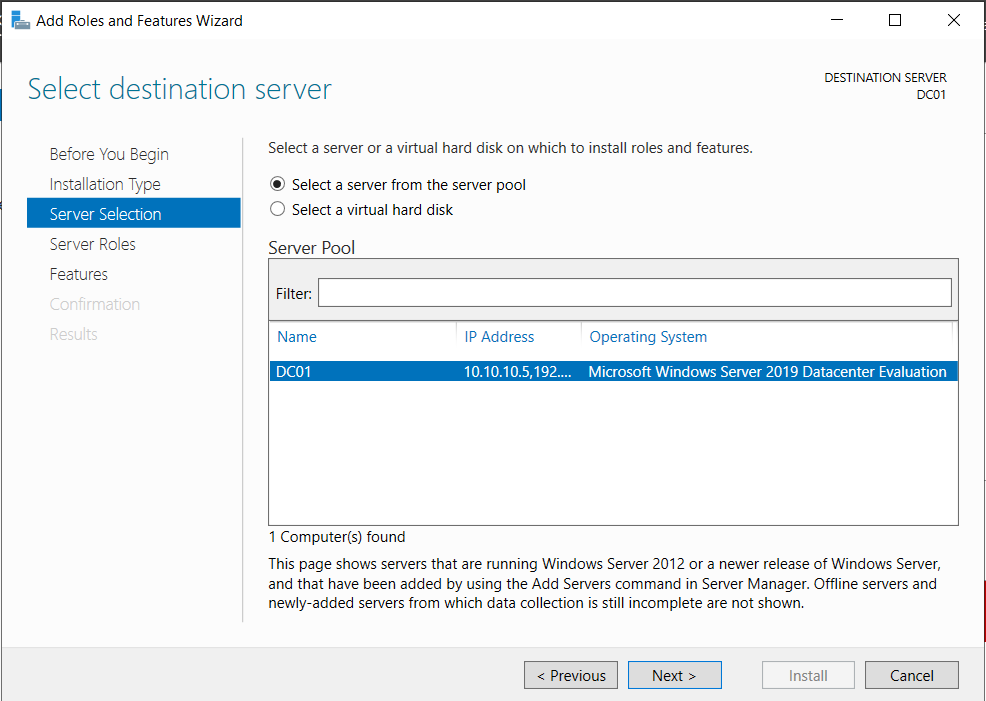 Add Roles and Features Wizard
Select destination server
DESTINATION SERVER
DC01
Before You Begin
Installation Type
Server Selection
Server Roles
Features
Confirmation
Results
Select a server or a virtual hard disk on which to install roles and features.
Select a server from the server pool
Select a virtual hard disk
Server Pool
Filter:
Name IP Address Operating System
DC01 10.10.10.5,192.... Microsoft Windows Server 2019 Datacenter Evaluation
1 Computer(s) found
This page shows servers that are running Windows Server 2012 or a newer release of Windows Server,
and that have been added by using the Add Servers command in Server Manager. Offline servers and
newly-added servers from which data collection is still incomplete are not shown.
< Previous Next > Install Cancel